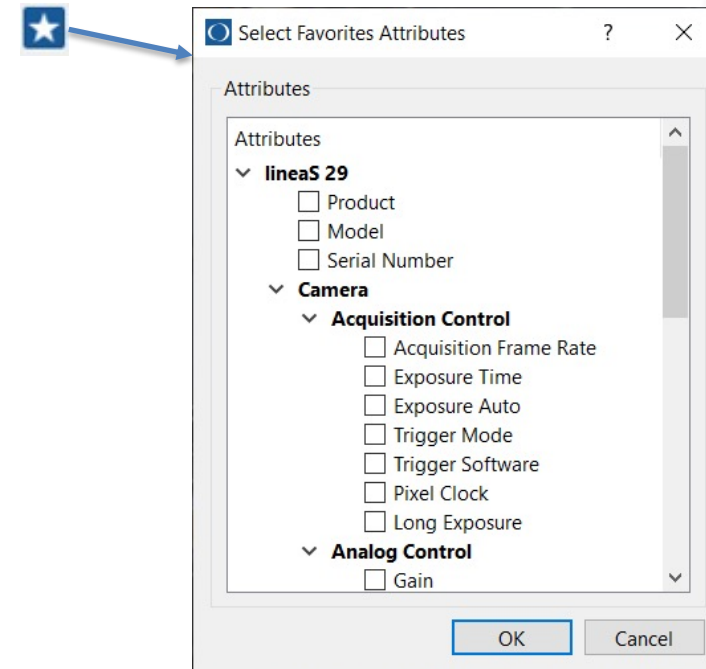 Select Favorites Attributes ? ×
Attributes
Attributes
lineaS 29
Product
Model
Serial Number
Camera
Acquisition Control
Acquisition Frame Rate
Exposure Time
Exposure Auto
Trigger Mode
Trigger Software
Pixel Clock
Long Exposure
Analog Control
Gain
OK Cancel